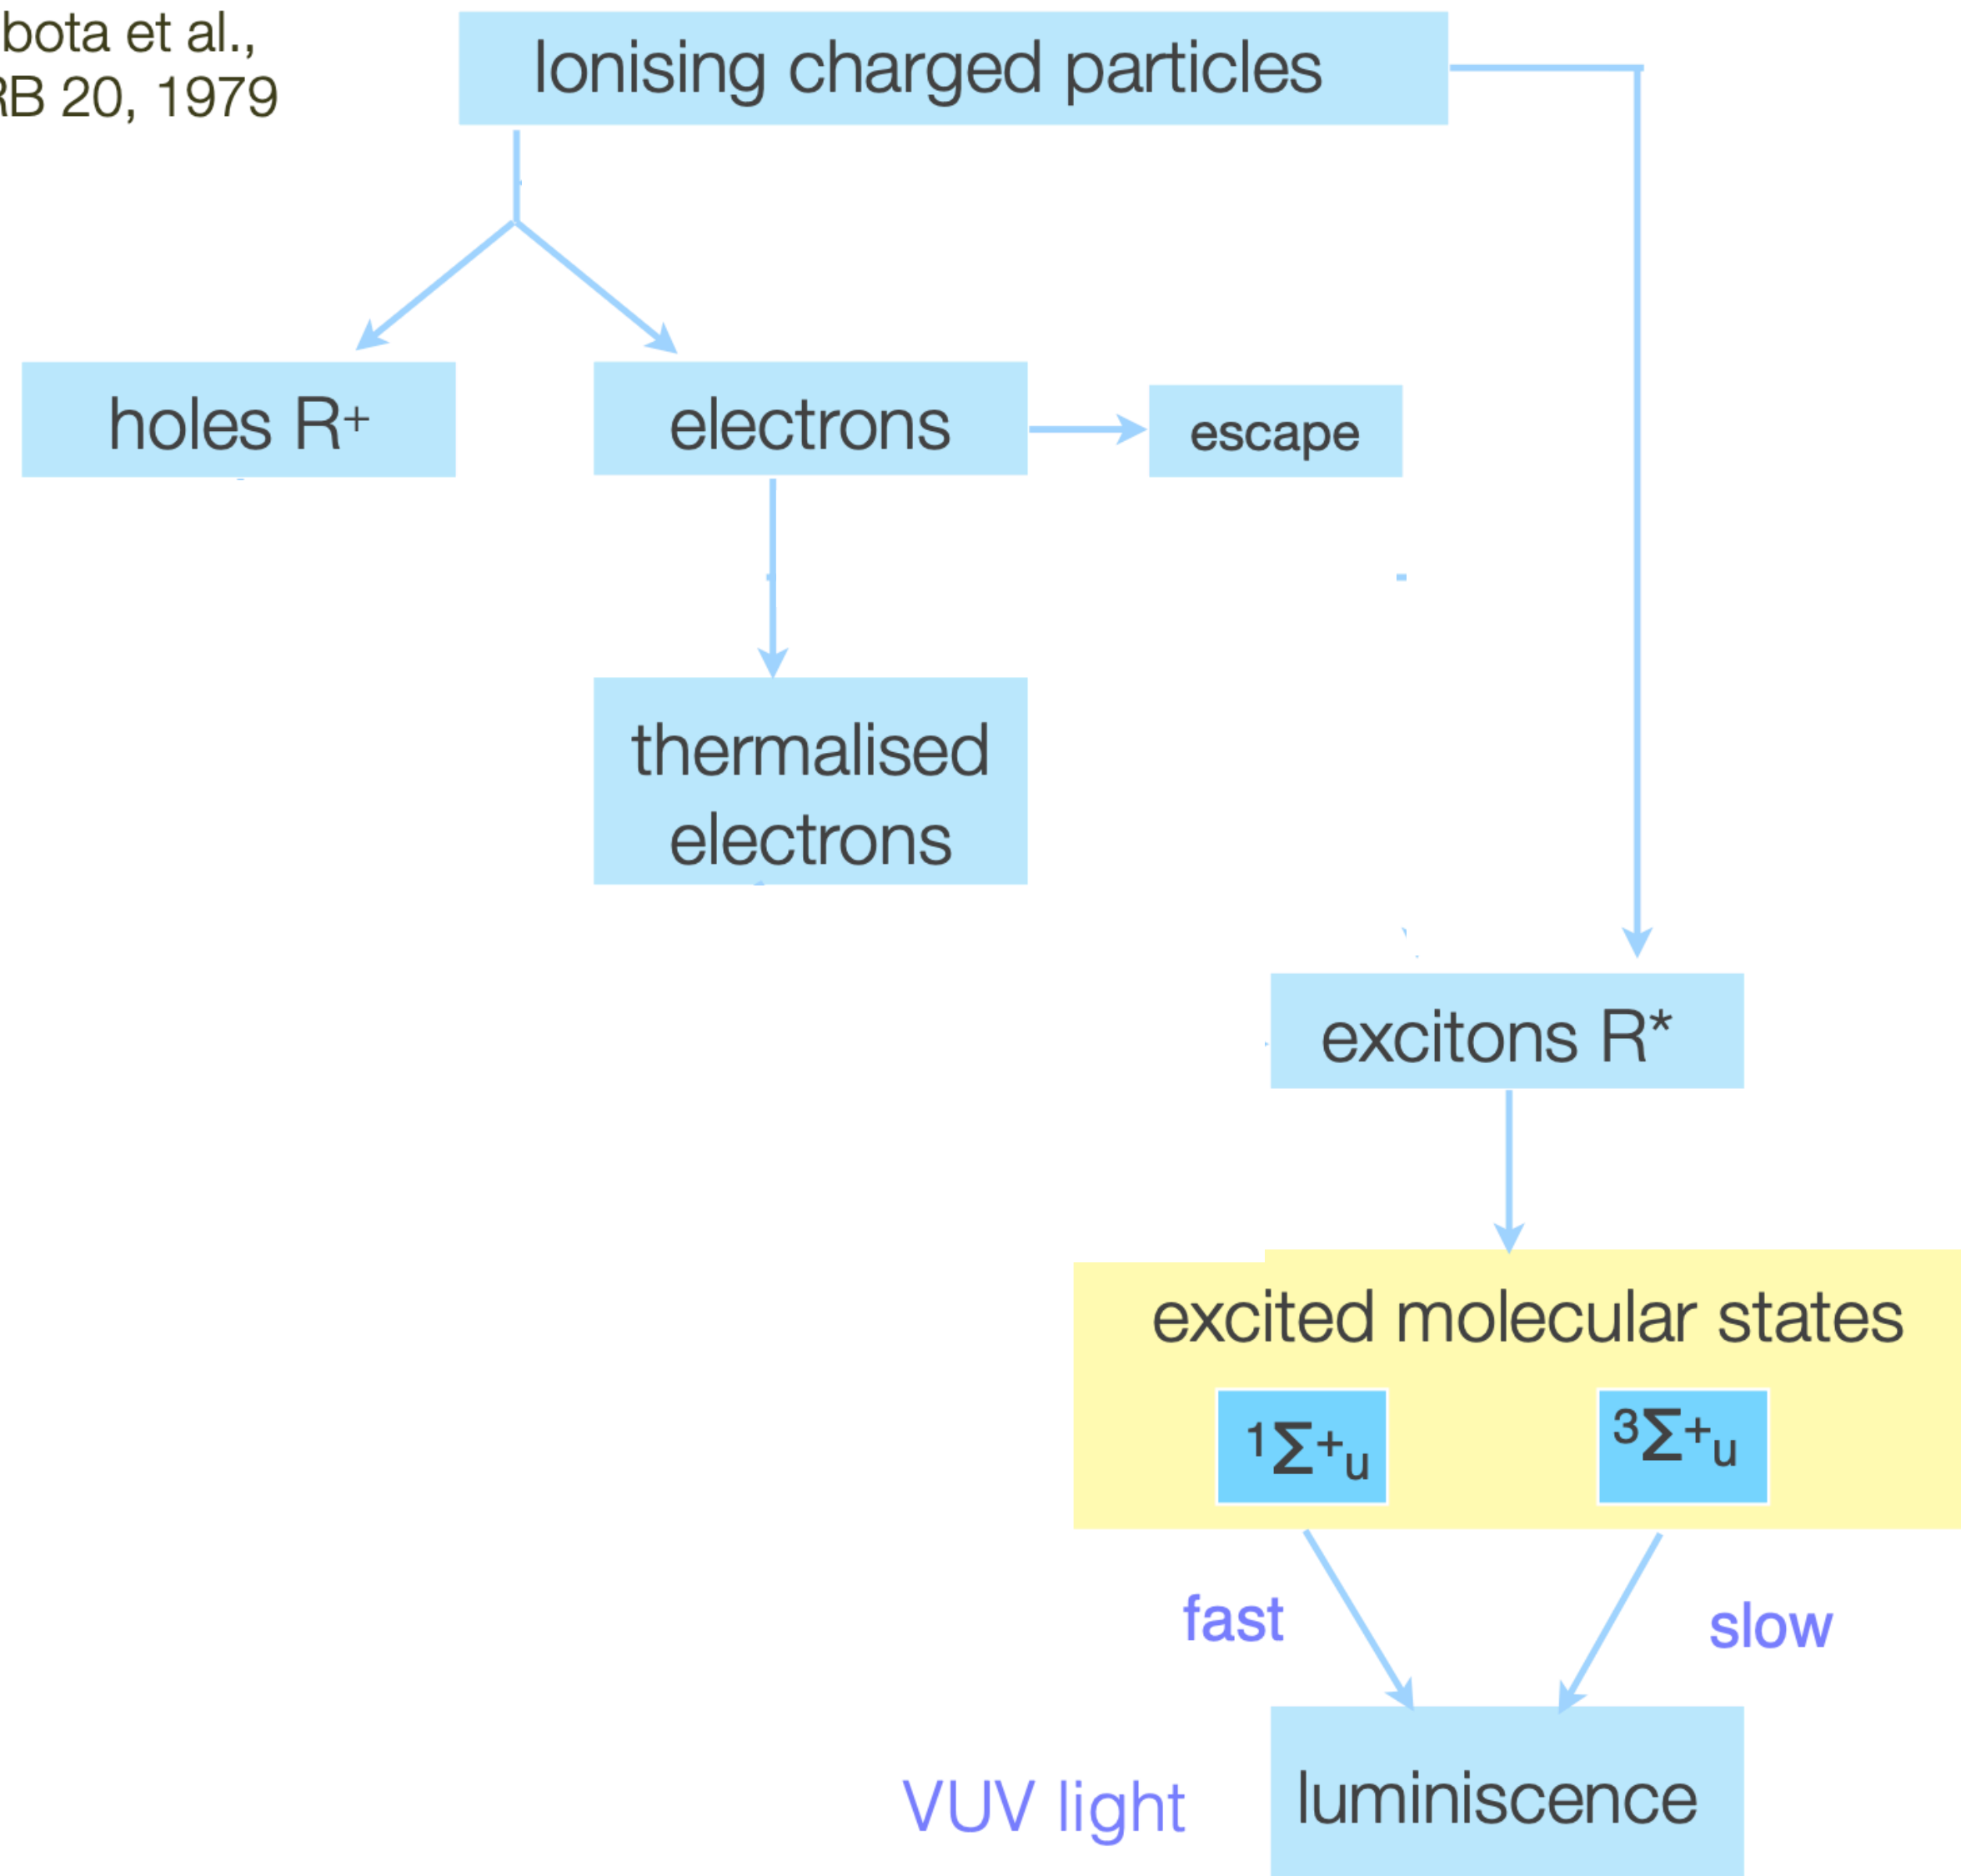 bota et al.,
RB 20, 1979
Ionising charged particles
holes R⁺
electrons
escape
thermalised
electrons
excitons R*
excited molecular states
¹Σ⁺ᵤ
³Σ⁺ᵤ
fast
slow
VUV light
luminiscence